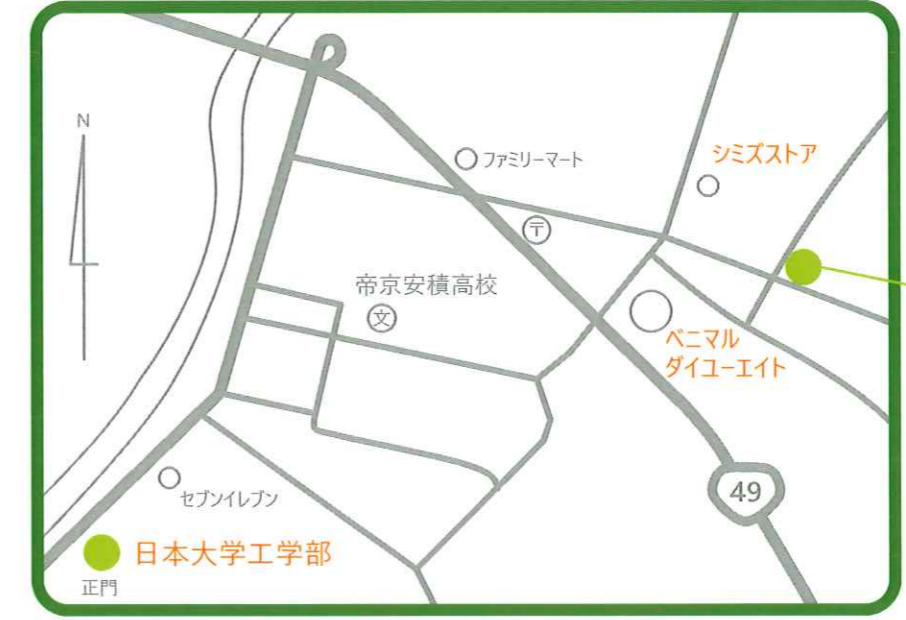 N
ファミリーマート
シミズストア
〒
帝京安積高校
文
ベニマル
ダイユーエイト
49
セブンイレブン
日本大学工学部
正門